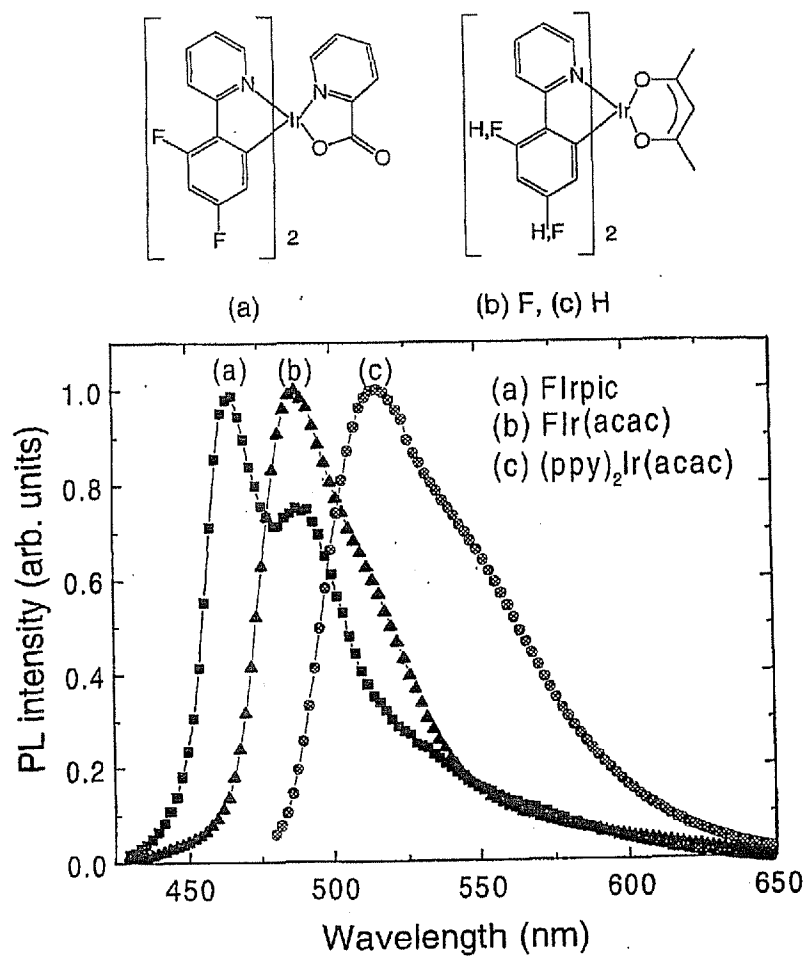 N
N
Ir
O
O
F
F
2
N
Ir
O
O
H,F
H,F
2
(a)
(b) F, (c) H
(a)
(b)
(c)
(a) FIrpic
(b) FIr(acac)
(c) (ppy)₂Ir(acac)
PL intensity (arb. units)
1.0
0.8
0.6
0.4
0.2
0.0
450
500
550
600
650
Wavelength (nm)